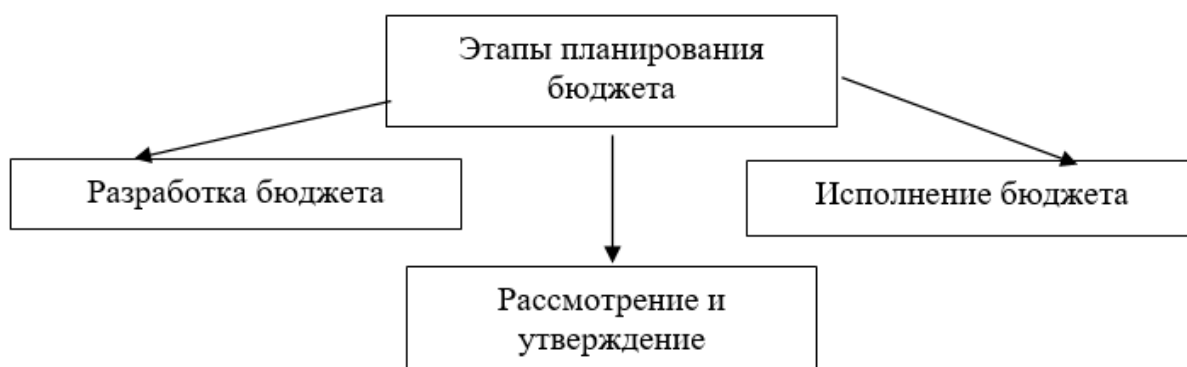 Этапы планирования
бюджета
Разработка бюджета
Исполнение бюджета
Рассмотрение и
утверждение